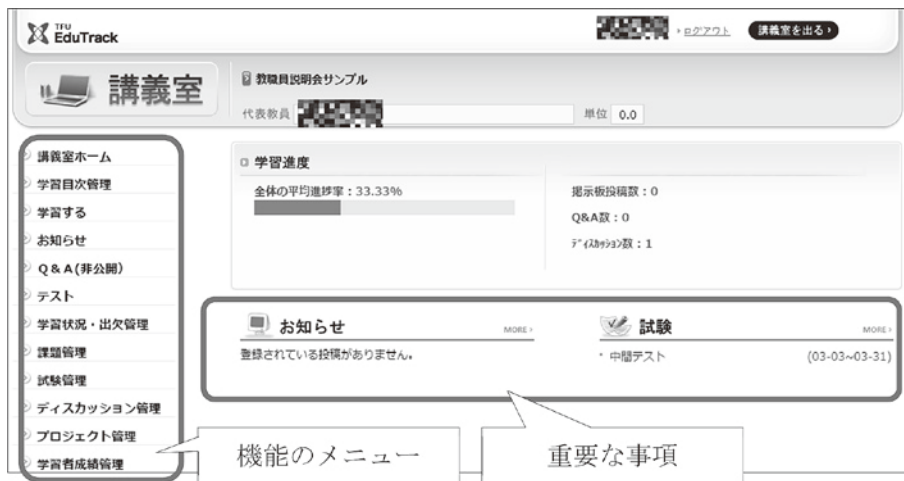 TFU
EduTrack
ログアウト
講義室を出る
講義室
教職員説明会サンプル
代表教員
単位 0.0
講義室ホーム
学習目次管理
学習する
お知らせ
Q&A(非公開)
テスト
学習状況・出欠管理
課題管理
試験管理
ディスカッション管理
プロジェクト管理
学習者成績管理
学習進度
全体の平均進捗率：33.33%
掲示板投稿数：0
Q&A数：0
ディスカッション数：1
お知らせ MORE
登録されている投稿がありません。
試験 MORE
・中間テスト (03-03~03-31)
機能のメニュー
重要な事項